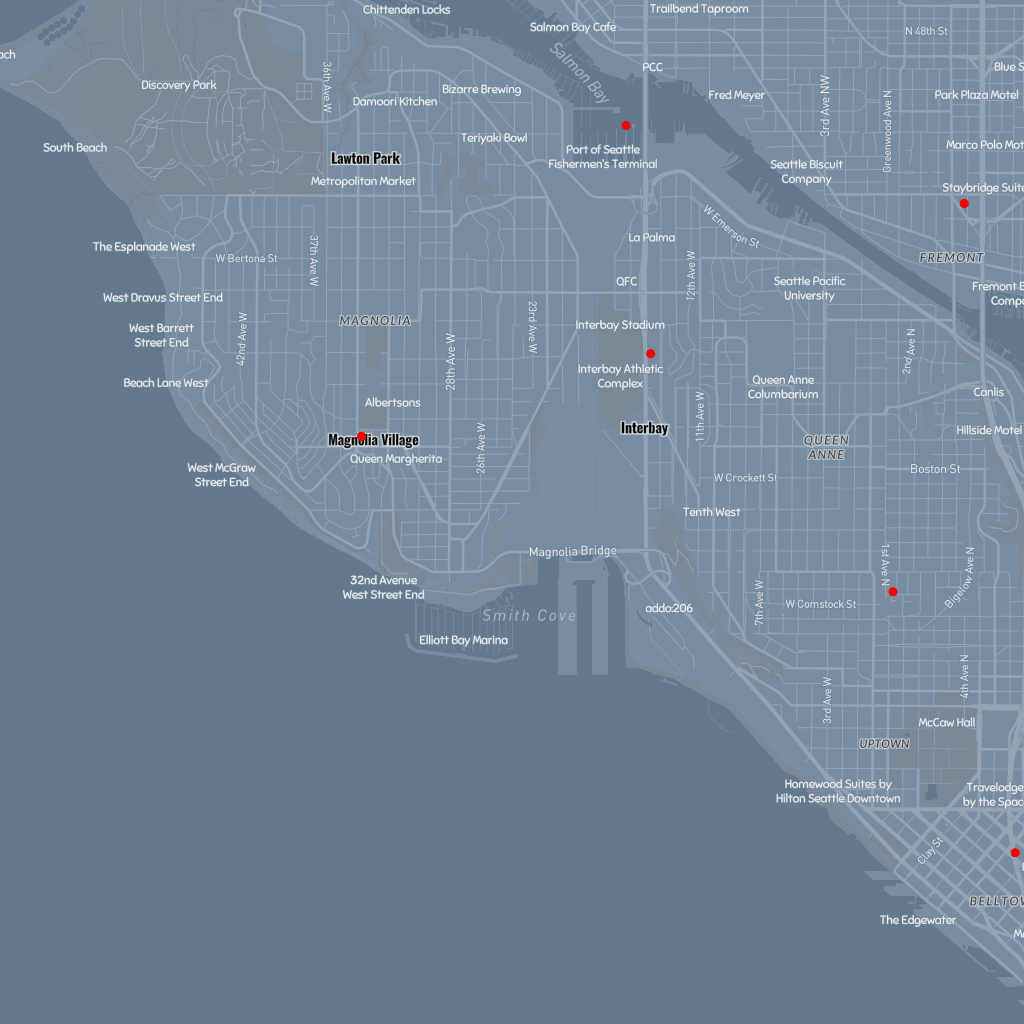 Chittenden Locks
Trailbend Taproom
Salmon Bay Cafe
N 48th St
Salmon Bay
PCC
Blue S
ach
36th Ave W
Discovery Park
Bizarre Brewing
Damoori Kitchen
Fred Meyer
3rd Ave NW
Greenwood Ave N
Park Plaza Motel
Teriyaki Bowl
South Beach
Port of Seattle
Fishermen's Terminal
Marco Polo Mot
Lawton Park
Seattle Biscuit
Company
Metropolitan Market
Staybridge Suite
W Emerson St
The Esplanade West
37th Ave W
W Bertona St
La Palma
FREMONT
12th Ave W
QFC
Seattle Pacific
University
Fremont B
Compa
West Dravus Street End
MAGNOLIA
23rd Ave W
Interbay Stadium
West Barrett
Street End
42nd Ave W
28th Ave W
2nd Ave N
Interbay Athletic
Complex
Beach Lane West
Queen Anne
Columbarium
Canlis
Albertsons
11th Ave W
Interbay
Hillside Motel
Magnolia Village
QUEEN
ANNE
26th Ave W
Queen Margherita
West McGraw
Street End
Boston St
W Crockett St
Tenth West
Magnolia Bridge
1st Ave N
Bigelow Ave N
32nd Avenue
West Street End
7th Ave W
W Comstock St
addo:206
Smith Cove
Elliott Bay Marina
4th Ave N
3rd Ave W
McCaw Hall
UPTOWN
Homewood Suites by
Hilton Seattle Downtown
Travelodge
by the Spac
Clay St
BELLTOW
The Edgewater
Mo